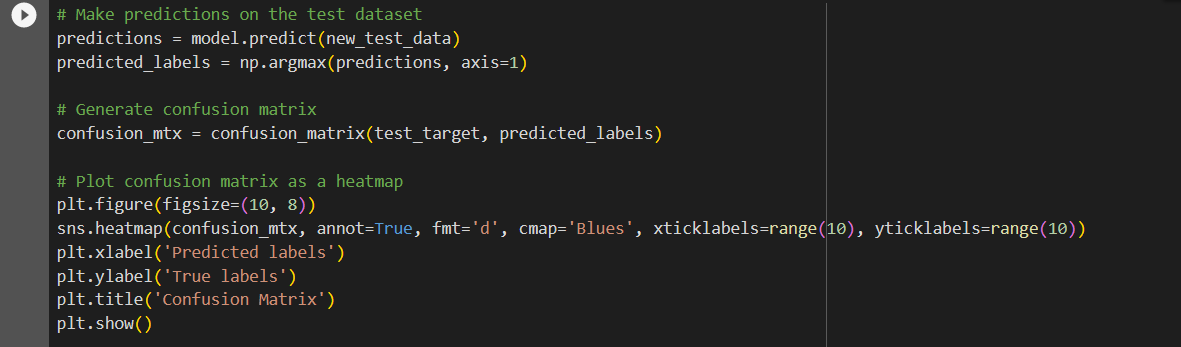 # Make predictions on the test dataset
predictions = model.predict(new_test_data)
predicted_labels = np.argmax(predictions, axis=1)
# Generate confusion matrix
confusion_mtx = confusion_matrix(test_target, predicted_labels)
# Plot confusion matrix as a heatmap
plt.figure(figsize=(10, 8))
sns.heatmap(confusion_mtx, annot=True, fmt='d', cmap='Blues', xticklabels=range(10), yticklabels=range(10))
plt.xlabel('Predicted labels')
plt.ylabel('True labels')
plt.title('Confusion Matrix')
plt.show()